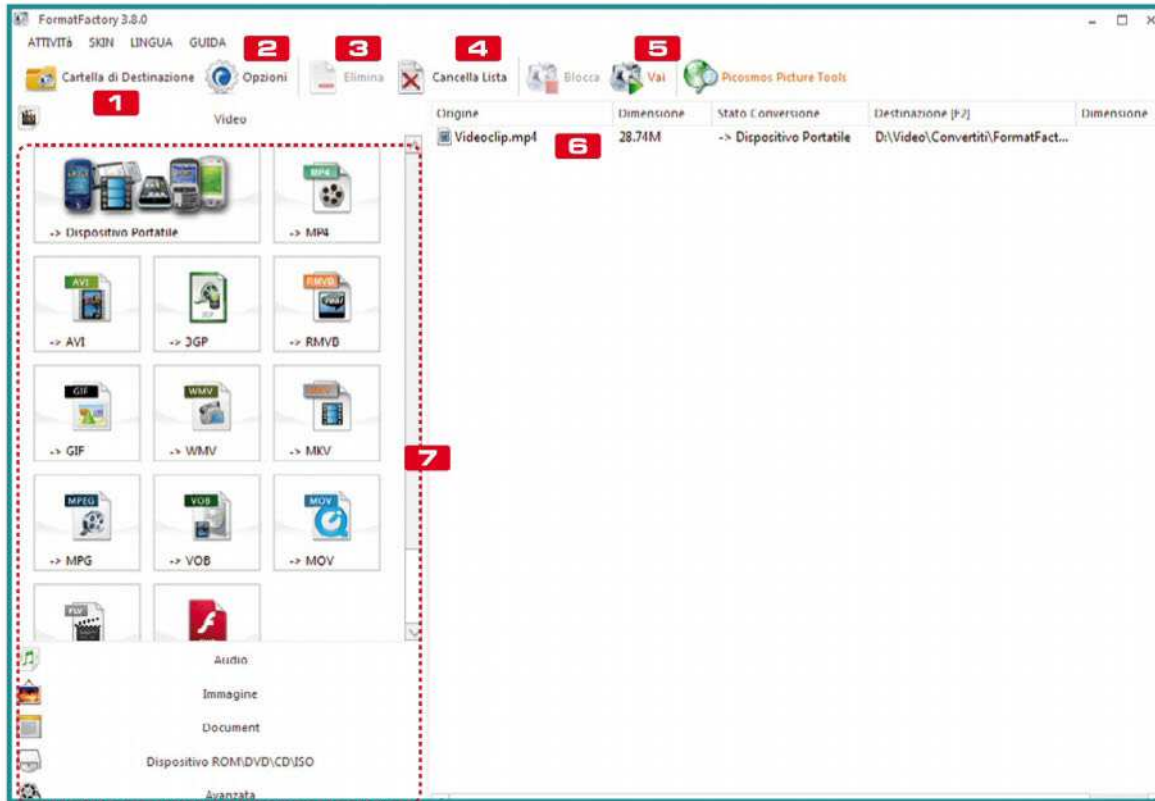 FormatFactory 3.8.0
ATTIVITà SKIN LINGUA GUIDA
2 3 4 5
Cartella di Destinazione Opzioni Elimina Cancella Lista Blocca Vai Picosmos Picture Tools
1
Video
Origine Dimensione Stato Conversione Destinazione [F2] Dimensione
Videoclip.mp4 6 28.74M -> Dispositivo Portatile D:\Video\Convertiti\FormatFact...
MP4
-> Dispositivo Portatile -> MP4
AVI 3GP RMVB
-> AVI -> 3GP -> RMVB
GIF WMV
-> GIF -> WMV -> MKV
7
MPEG VOB MOV
-> MPG -> VOB -> MOV
FLV
Audio
Immagine
Document
Dispositivo ROM\DVD\CD\ISO
Avanzata